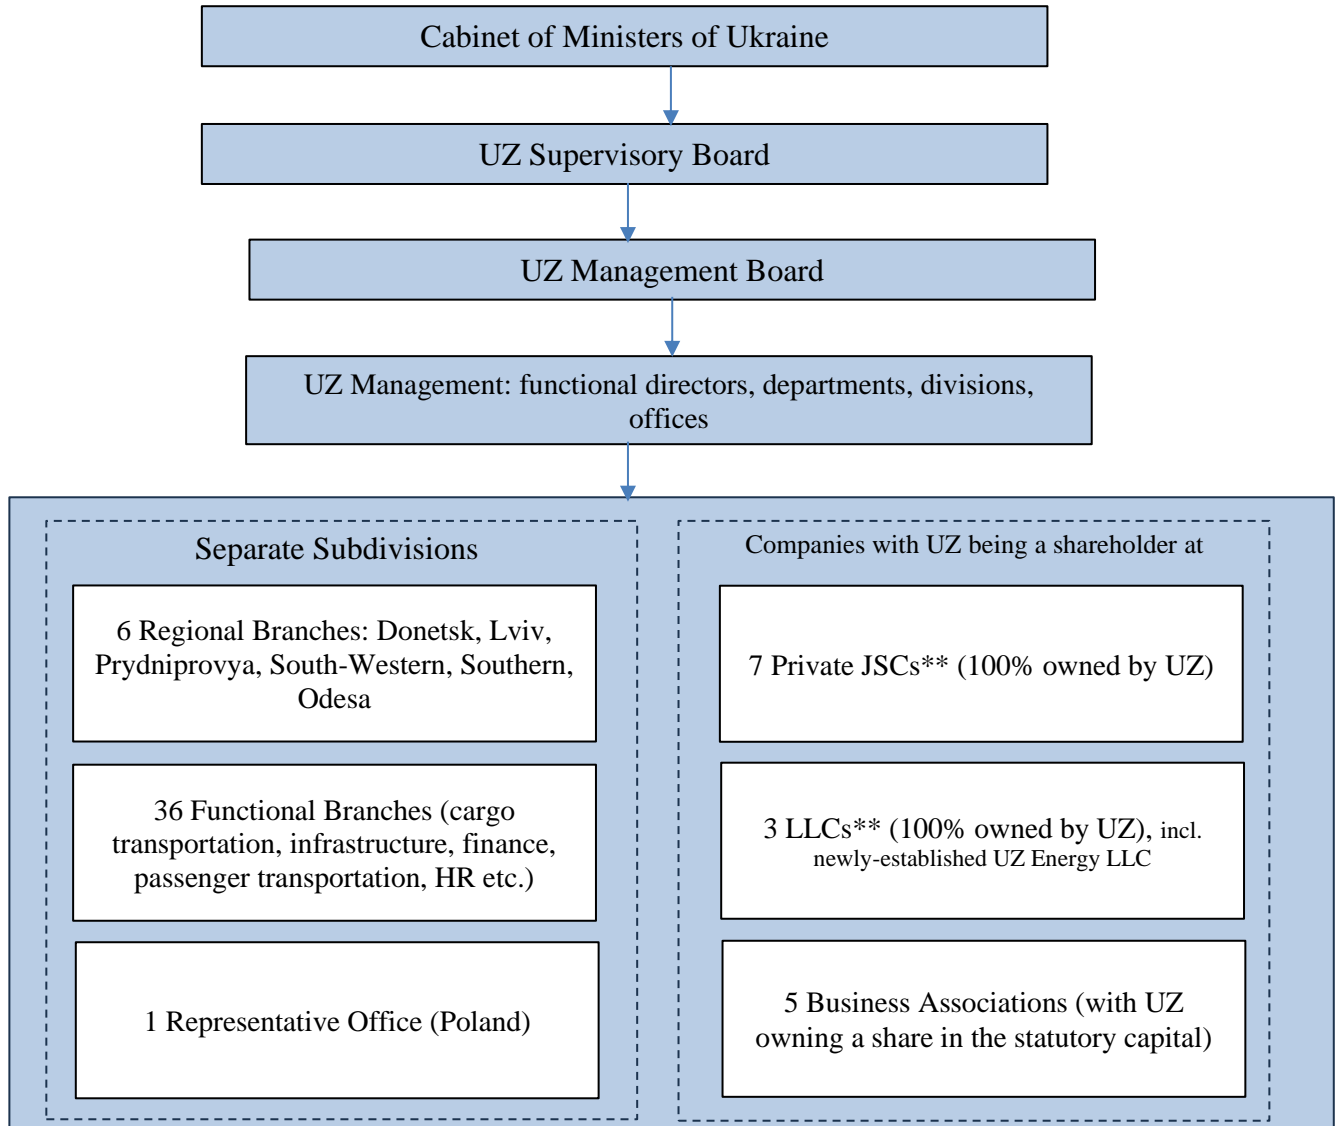 Cabinet of Ministers of Ukraine
UZ Supervisory Board
UZ Management Board
UZ Management: functional directors, departments, divisions,
offices
Separate Subdivisions
6 Regional Branches: Donetsk, Lviv,
Prydniprovya, South-Western, Southern,
Odesa
36 Functional Branches (cargo
transportation, infrastructure, finance,
passenger transportation, HR etc.)
1 Representative Office (Poland)
Companies with UZ being a shareholder at
7 Private JSCs** (100% owned by UZ)
3 LLCs** (100% owned by UZ), incl.
newly-established UZ Energy LLC
5 Business Associations (with UZ
owning a share in the statutory capital)